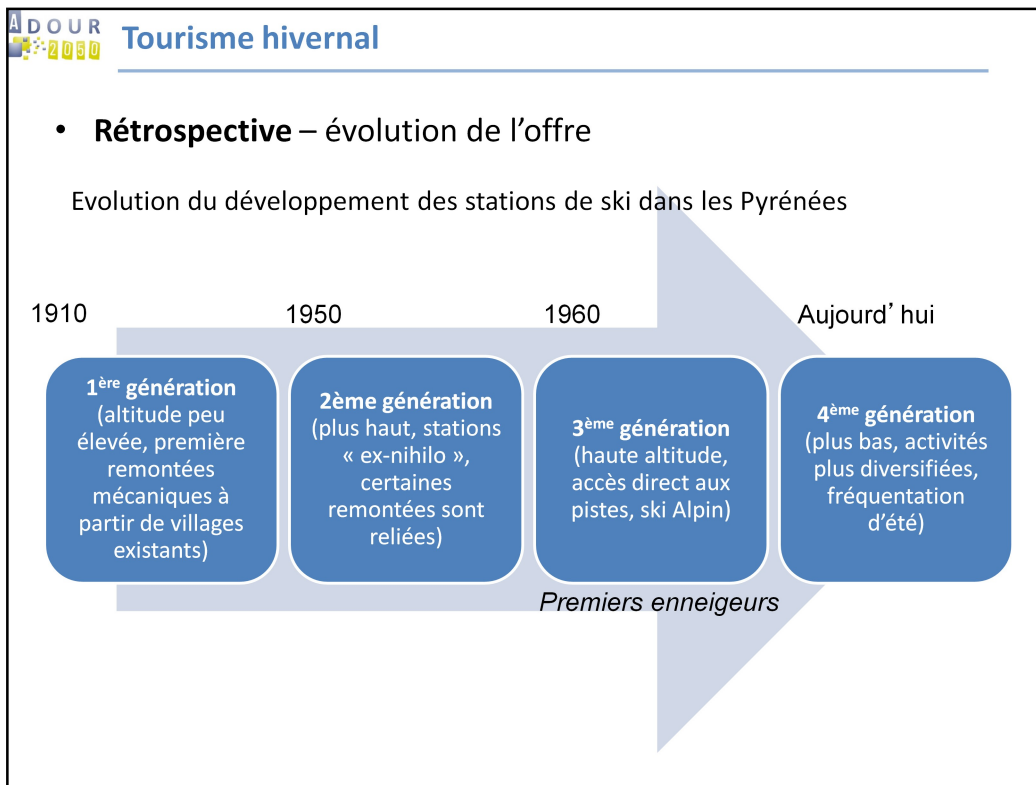 ADOUR
2050
Tourisme hivernal
• Rétrospective – évolution de l’offre
Evolution du développement des stations de ski dans les Pyrénées
1910
1950
1960
Aujourd’ hui
1ère génération
(altitude peu
élevée, première
remontées
mécaniques à
partir de villages
existants)
2ème génération
(plus haut, stations
« ex-nihilo »,
certaines
remontées sont
reliées)
3ème génération
(haute altitude,
accès direct aux
pistes, ski Alpin)
4ème génération
(plus bas, activités
plus diversifiées,
fréquentation
d’été)
Premiers enneigeurs